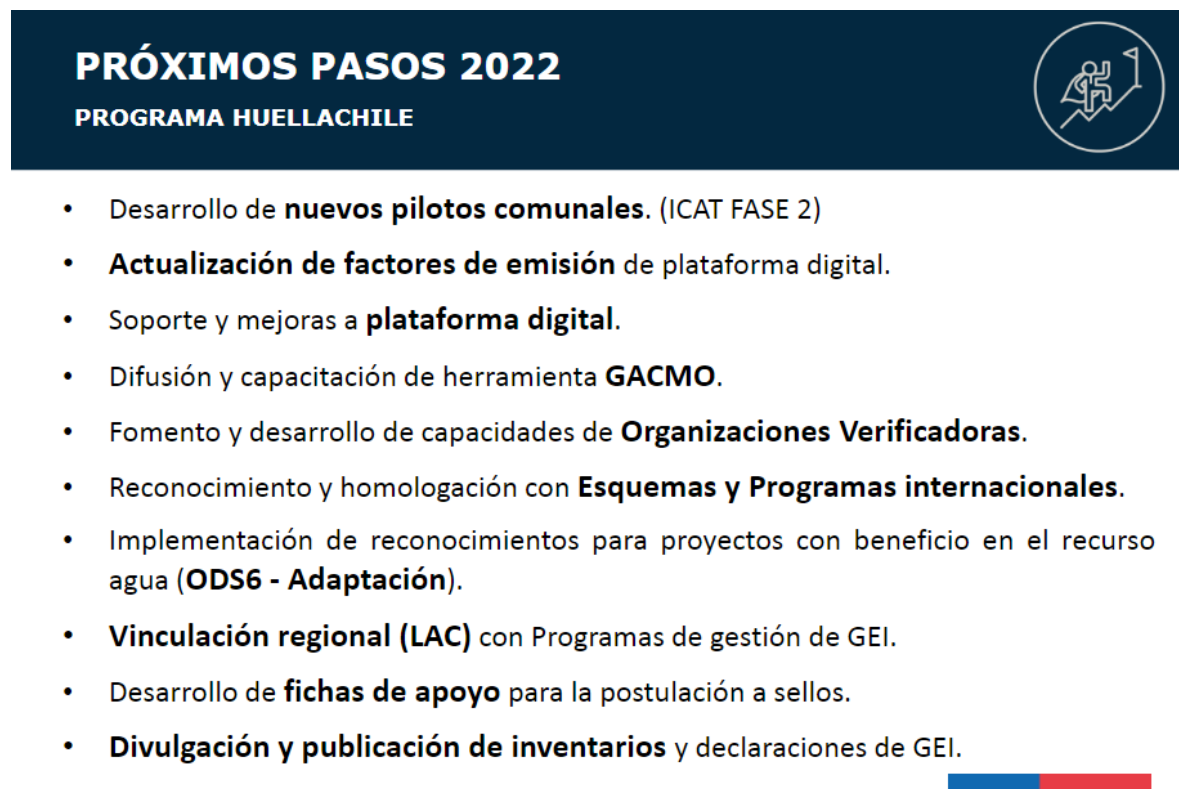 PRÓXIMOS PASOS 2022
PROGRAMA HUELLACHILE
• Desarrollo de nuevos pilotos comunales. (ICAT FASE 2)
• Actualización de factores de emisión de plataforma digital.
• Soporte y mejoras a plataforma digital.
• Difusión y capacitación de herramienta GACMO.
• Fomento y desarrollo de capacidades de Organizaciones Verificadoras.
• Reconocimiento y homologación con Esquemas y Programas internacionales.
• Implementación de reconocimientos para proyectos con beneficio en el recurso
agua (ODS6 - Adaptación).
• Vinculación regional (LAC) con Programas de gestión de GEI.
• Desarrollo de fichas de apoyo para la postulación a sellos.
• Divulgación y publicación de inventarios y declaraciones de GEI.